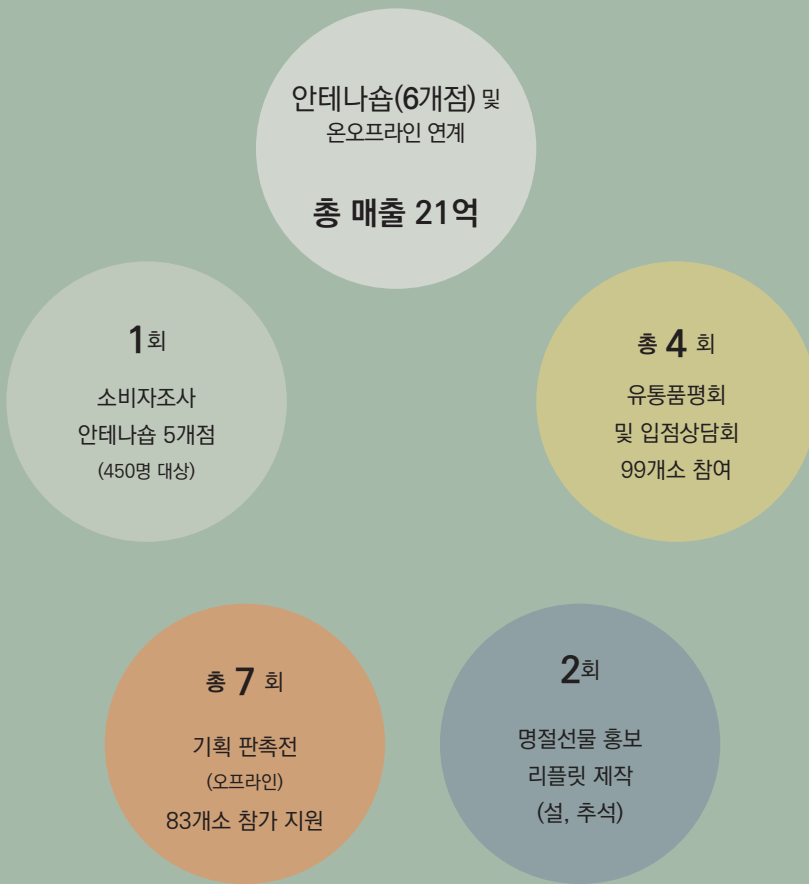 안테나숍(6개점) 및
온오프라인 연계
총 매출 21억
1회
소비자조사
안테나숍 5개점
(450명 대상)
총 4 회
유통품평회
및 입점상담회
99개소 참여
총 7 회
기획 판촉전
(오프라인)
83개소 참가 지원
2회
명절선물 홍보
리플릿 제작
(설, 추석)